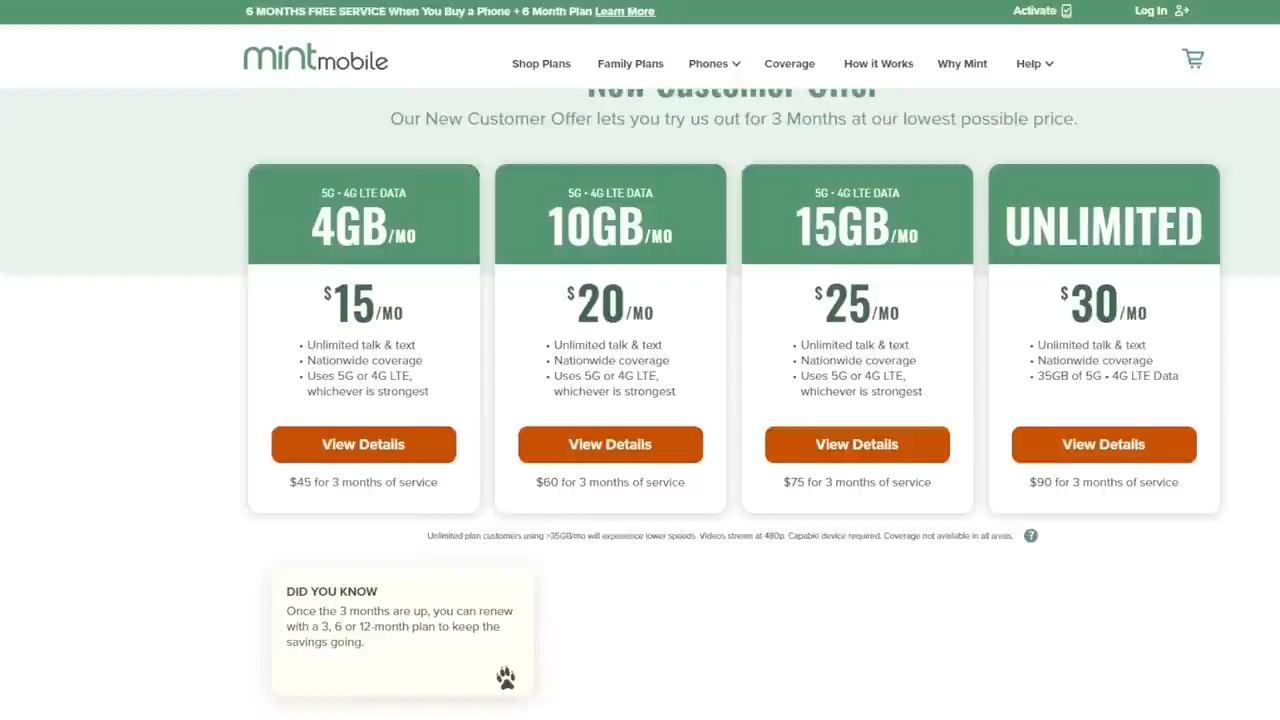 6 MONTHS FREE SERVICE When You Buy a Phone + 6 Month Plan Learn More
Activate
Log In
mintmobile
Shop Plans
Family Plans
Phones
Coverage
How it Works
Why Mint
Help
New Customer Offer
Our New Customer Offer lets you try us out for 3 Months at our lowest possible price.
5G • 4G LTE DATA
4GB/MO
$15/MO
• Unlimited talk & text
• Nationwide coverage
• Uses 5G or 4G LTE,
whichever is strongest
View Details
$45 for 3 months of service
5G • 4G LTE DATA
10GB/MO
$20/MO
• Unlimited talk & text
• Nationwide coverage
• Uses 5G or 4G LTE,
whichever is strongest
View Details
$60 for 3 months of service
5G • 4G LTE DATA
15GB/MO
$25/MO
• Unlimited talk & text
• Nationwide coverage
• Uses 5G or 4G LTE,
whichever is strongest
View Details
$75 for 3 months of service
UNLIMITED
$30/MO
• Unlimited talk & text
• Nationwide coverage
• 35GB of 5G • 4G LTE Data
View Details
$90 for 3 months of service
Unlimited plan customers using >35GB/mo will experience lower speeds. Videos stream at 480p. Capable device required. Coverage not available in all areas.
?
DID YOU KNOW
Once the 3 months are up, you can renew
with a 3, 6 or 12-month plan to keep the
savings going.